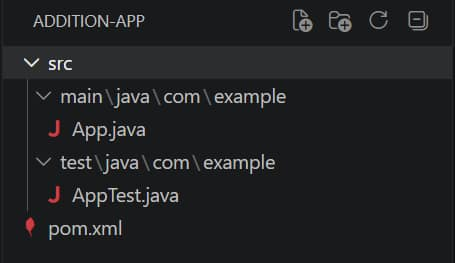 ADDITION-APP
src
main\java\com\example
App.java
test\java\com\example
AppTest.java
pom.xml